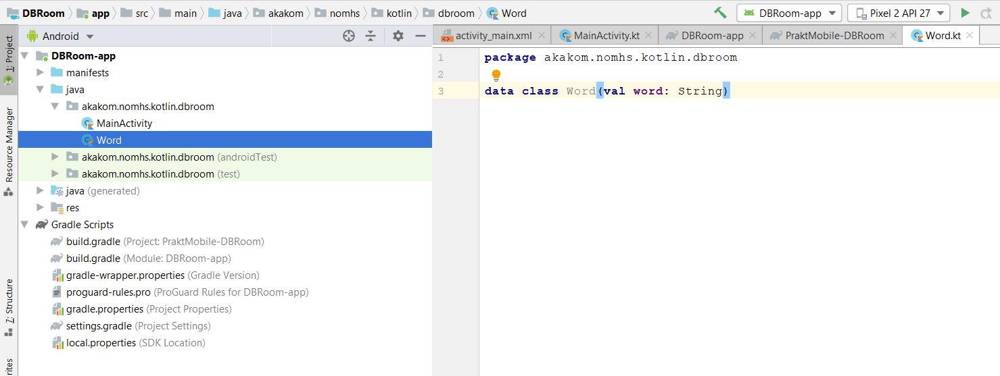 DBRoom app src main java akakom nomhs kotlin dbroom Word DBRoom-app Pixel 2 API 27
1: Project
Resource Manager
7: Structure
Android
DBRoom-app
manifests
java
akakom.nomhs.kotlin.dbroom
MainActivity
Word
akakom.nomhs.kotlin.dbroom (androidTest)
akakom.nomhs.kotlin.dbroom (test)
java (generated)
res
Gradle Scripts
build.gradle (Project: PraktMobile-DBRoom)
build.gradle (Module: DBRoom-app)
gradle-wrapper.properties (Gradle Version)
proguard-rules.pro (ProGuard Rules for DBRoom-app)
gradle.properties (Project Properties)
settings.gradle (Project Settings)
local.properties (SDK Location)
activity_main.xml MainActivity.kt DBRoom-app PraktMobile-DBRoom Word.kt
1 package akakom.nomhs.kotlin.dbroom
2
3 data class Word(val word: String)